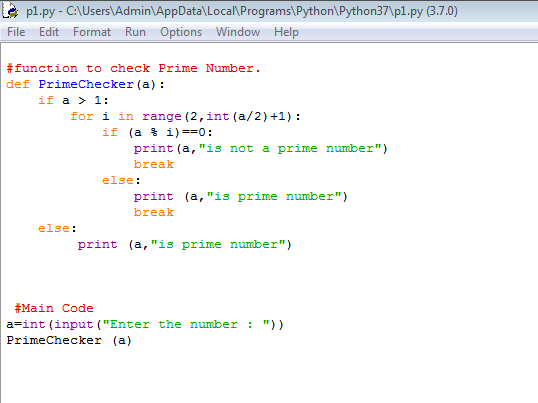 p1.py - C:\Users\Admin\AppData\Local\Programs\Python\Python37\p1.py (3.7.0)
File Edit Format Run Options Window Help
#function to check Prime Number.
def PrimeChecker(a):
    if a > 1:
        for i in range(2,int(a/2)+1):
            if (a % i)==0:
                print(a,"is not a prime number")
                break
            else:
                print (a,"is prime number")
                break
    else:
         print (a,"is prime number")
 #Main Code
a=int(input("Enter the number : "))
PrimeChecker (a)